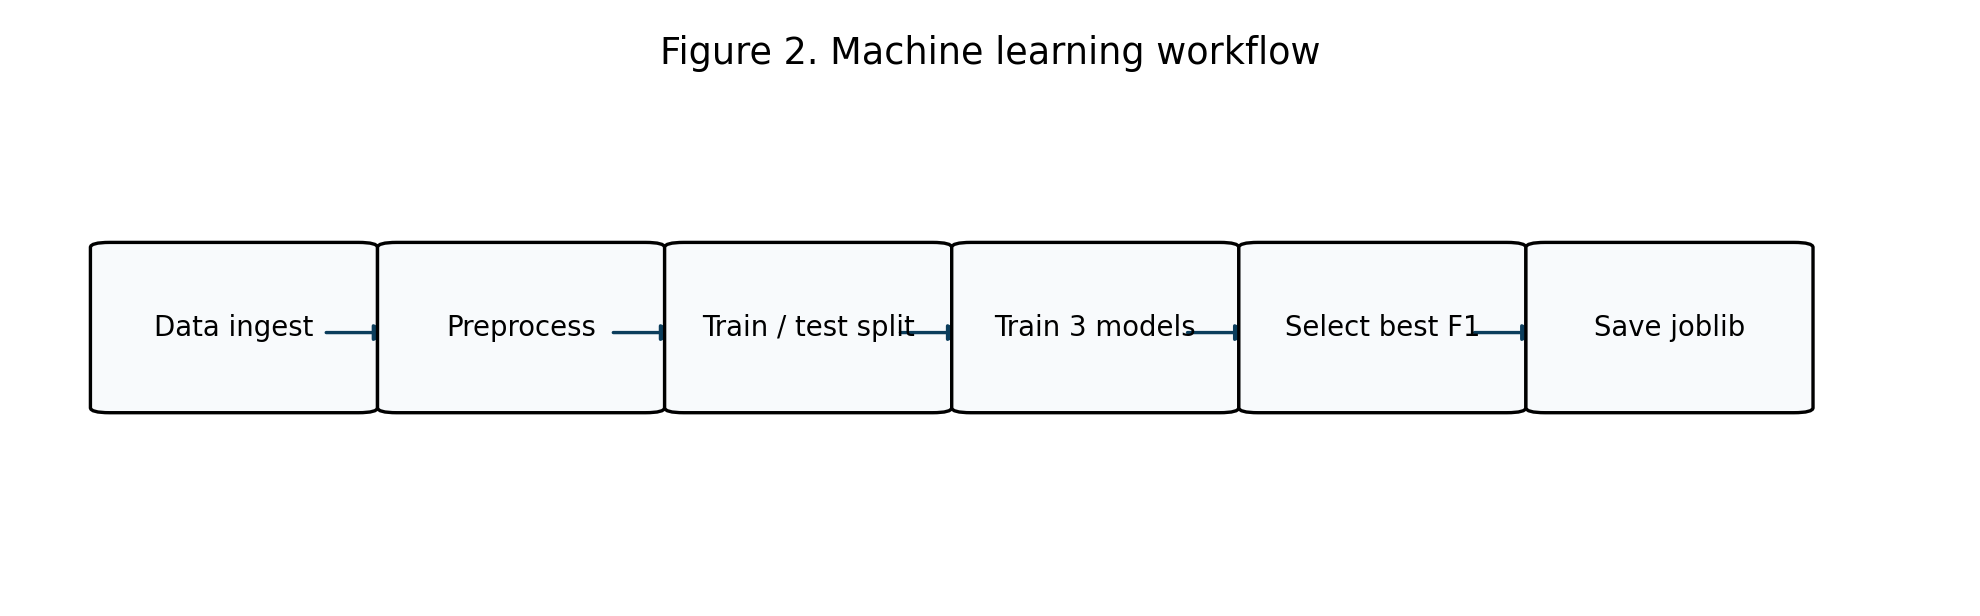 Figure 2. Machine learning workflow
Data ingest
Preprocess
Train / test split
Train 3 models
Select best F1
Save joblib